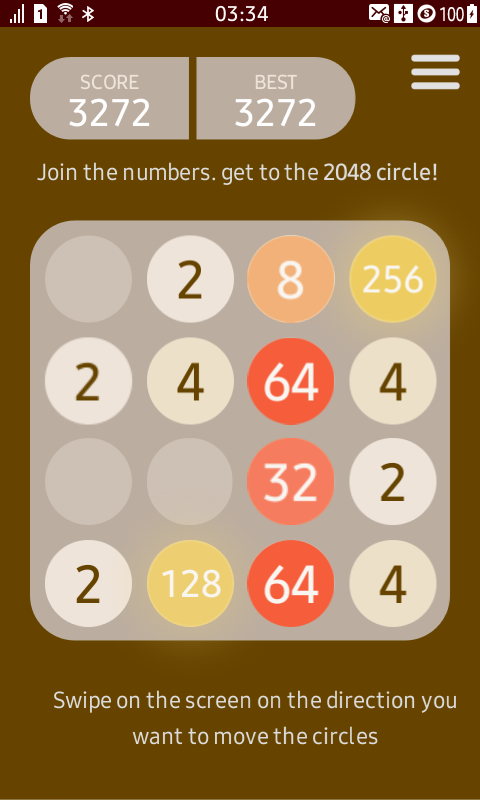 1 03:34 100
SCORE BEST
3272 3272
Join the numbers. get to the 2048 circle!
2 8 256
2 4 64 4
32 2
2 128 64 4
Swipe on the screen on the direction you
want to move the circles